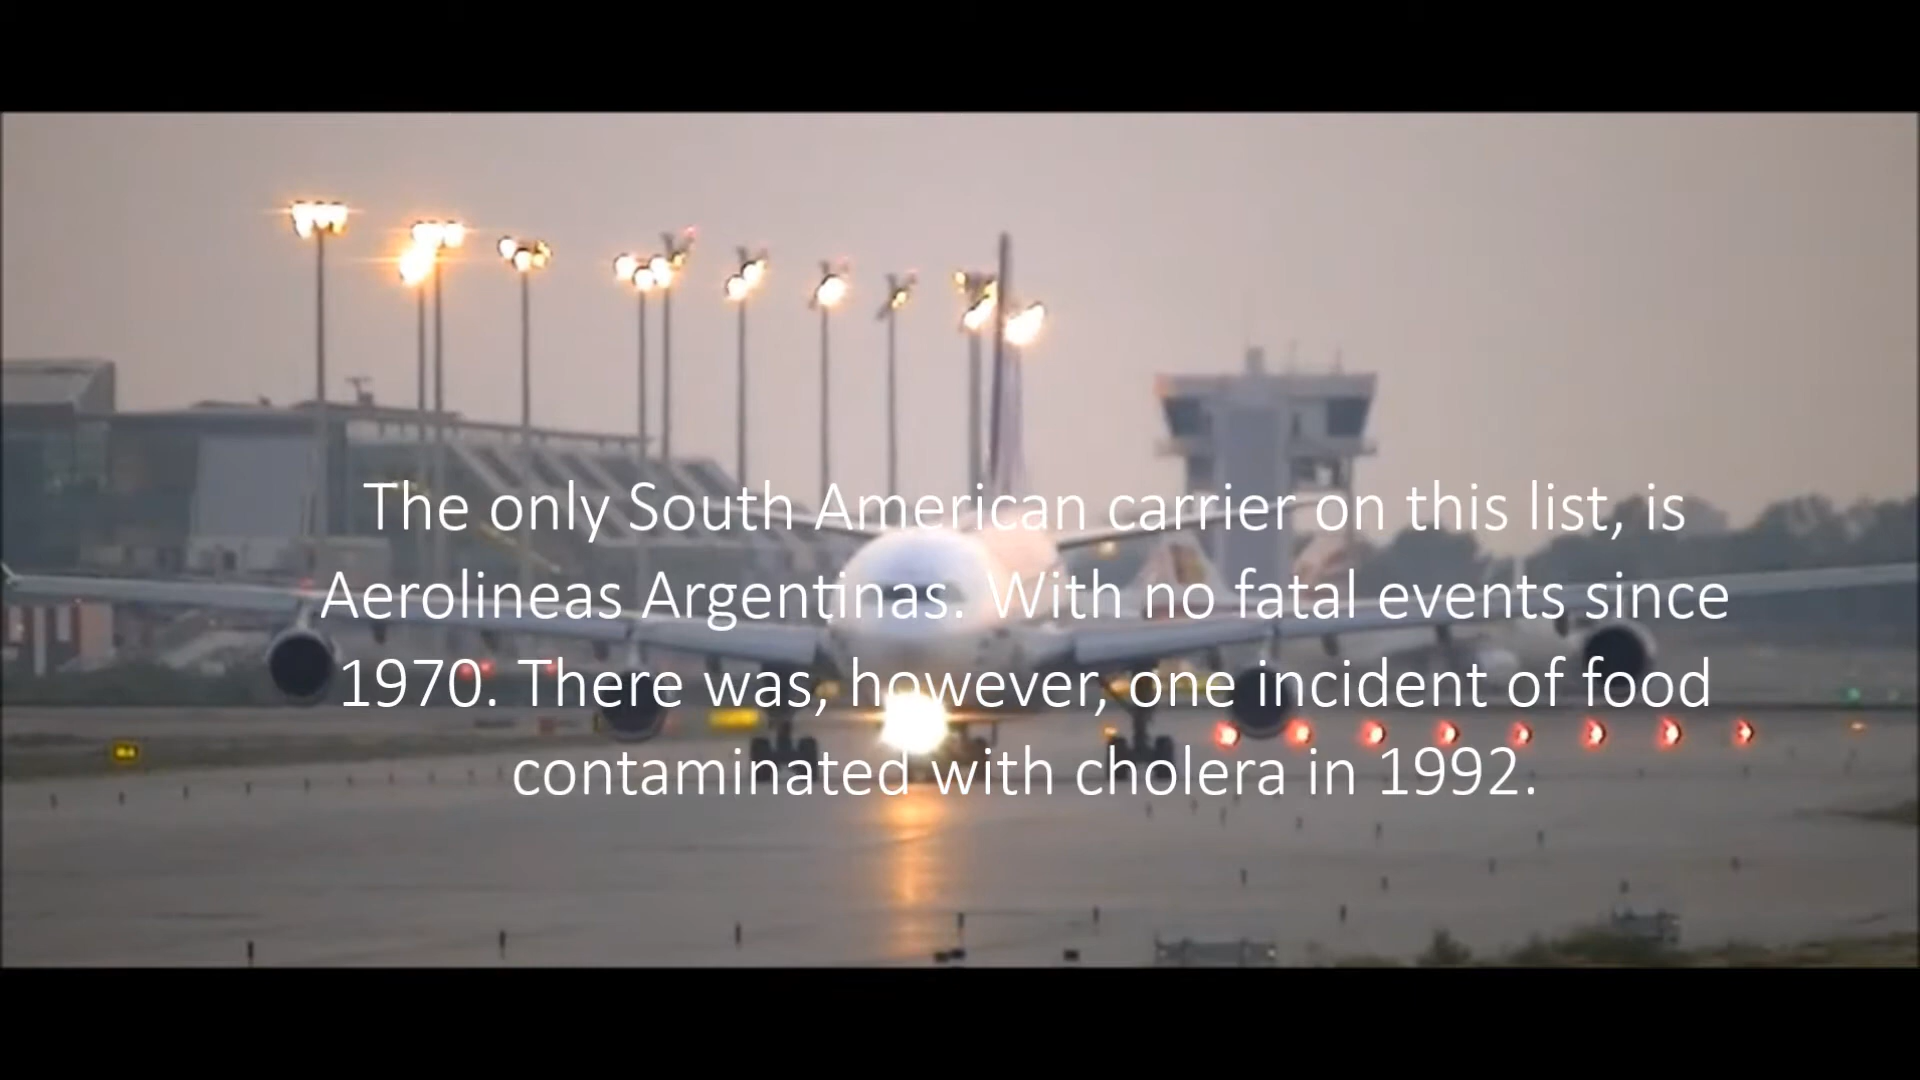 The only South American carrier on this list, is
Aerolineas Argentinas. With no fatal events since
1970. There was, however, one incident of food
contaminated with cholera in 1992.